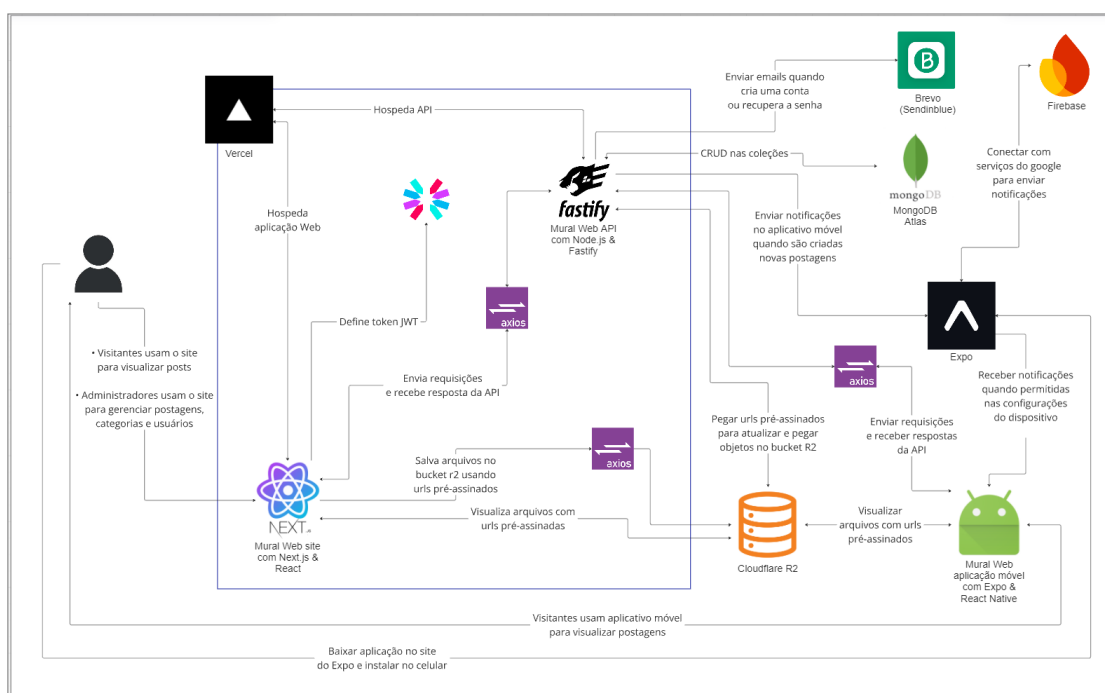 Enviar emails quando
cria uma conta
ou recupera a senha
Brevo
(Sendinblue)
Firebase
Vercel
Hospeda API
CRUD nas coleções
mongoDB
MongoDB
Atlas
Conectar com
serviços do google
para enviar
notificações
fastify
Mural Web API
com Node.js &
Fastify
Hospeda
aplicação Web
Enviar notificações
no aplicativo móvel
quando são criadas
novas postagens
axios
Define token JWT
Expo
• Visitantes usam o site
para visualizar posts
• Administradores usam o site
para gerenciar postagens,
categorias e usuários
Envia requisições
e recebe resposta da API
axios
Receber notificações
quando permitidas
nas configurações
do dispositivo
Pegar urls pré-assinados
para atualizar e pegar
objetos no bucket R2
Enviar requisições
e receber respostas
da API
axios
Salva arquivos no
bucket r2 usando
urls pré-assinados
Visualiza arquivos com
urls pré-assinadas
Visualizar
arquivos com urls
pré-assinados
NEXT.js
Mural Web site
com Next.js &
React
Cloudflare R2
Mural Web
aplicação móvel
com Expo &
React Native
Visitantes usam aplicativo móvel
para visualizar postagens
Baixar aplicação no site
do Expo e instalar no celular